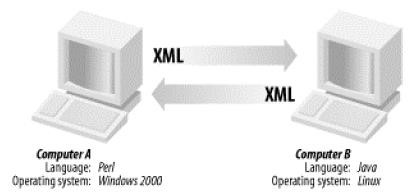 XML
XML
Computer A
Language: Perl
Operating system: Windows 2000
Computer B
Language: Java
Operating system: Linux